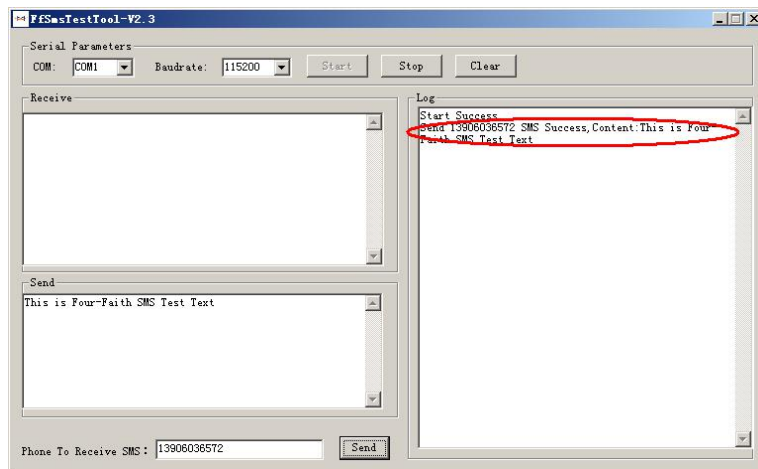 FfSmsTestTool-V2.3
Serial Parameters
COM: COM1 Baudrate: 115200 Start Stop Clear
Receive
Log
Start Success
Send 13906036572 SMS Success,Content:This is Four-
Faith SMS Test Text
Send
This is Four-Faith SMS Test Text
Phone To Receive SMS: 13906036572 Send